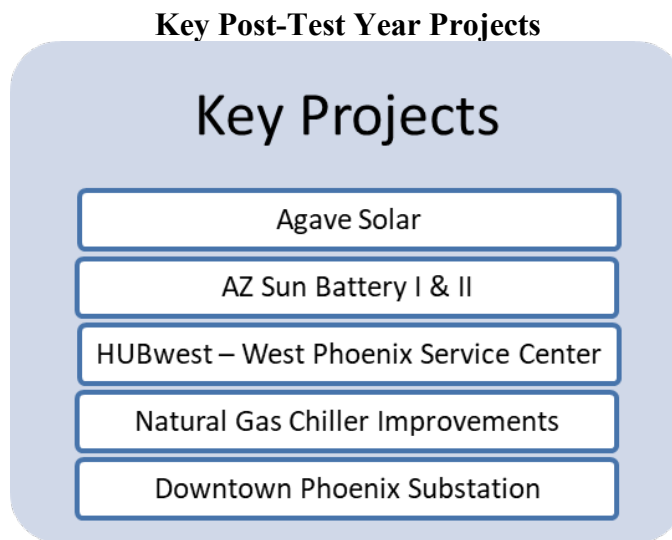 Key Post-Test Year Projects
Key Projects
Agave Solar
AZ Sun Battery I & II
HUBwest – West Phoenix Service Center
Natural Gas Chiller Improvements
Downtown Phoenix Substation